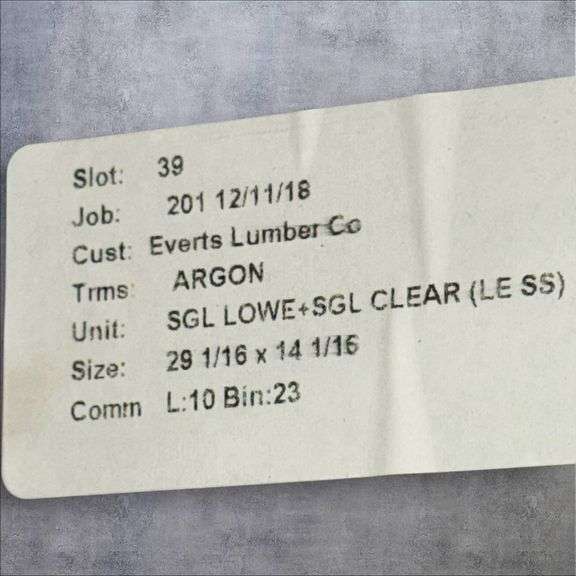 Slot: 39
Job: 201 12/11/18
Cust: Everts Lumber Co
Trms: ARGON
Unit: SGL LOWE+SGL CLEAR (LE SS)
Size: 29 1/16 x 14 1/16
Comm L:10 Bin:23